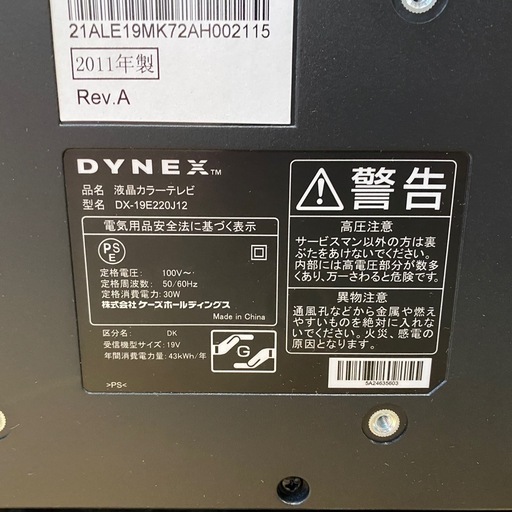 21ALE19MK72AH002115
2011年製
Rev.A
DYNEX TM
品名 液晶カラーテレビ
型名 DX-19E220J12
電気用品安全法に基づく表示
PS
E
定格電圧: 100V~
定格周波数: 50/60Hz
定格消費電力: 30W
株式会社ケーズホールディングス
Made in China
区分名: DK
受信機型サイズ: 19V
年間消費電力量: 43kWh/年
G
>PS<
警告
高圧注意
サービスマン以外の方は裏
ぶたをあけないでください。
内部には高電圧部分が数多
くあり、万一さわると危険です。
異物注意
通風孔などから金属や燃え
やすいものを絶対に入れな
いでください。火災、感電の
原因となります。
5A24635603